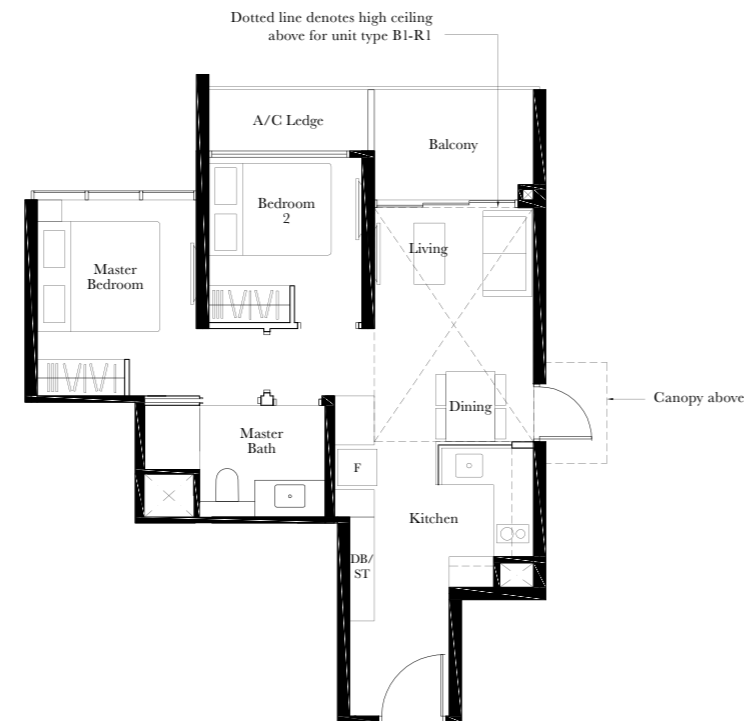 Dotted line denotes high ceiling
above for unit type B1-R1
A/C Ledge
Balcony
Bedroom
2
Living
Master
Bedroom
Canopy above
Dining
Master
Bath
F
Kitchen
DB/
ST